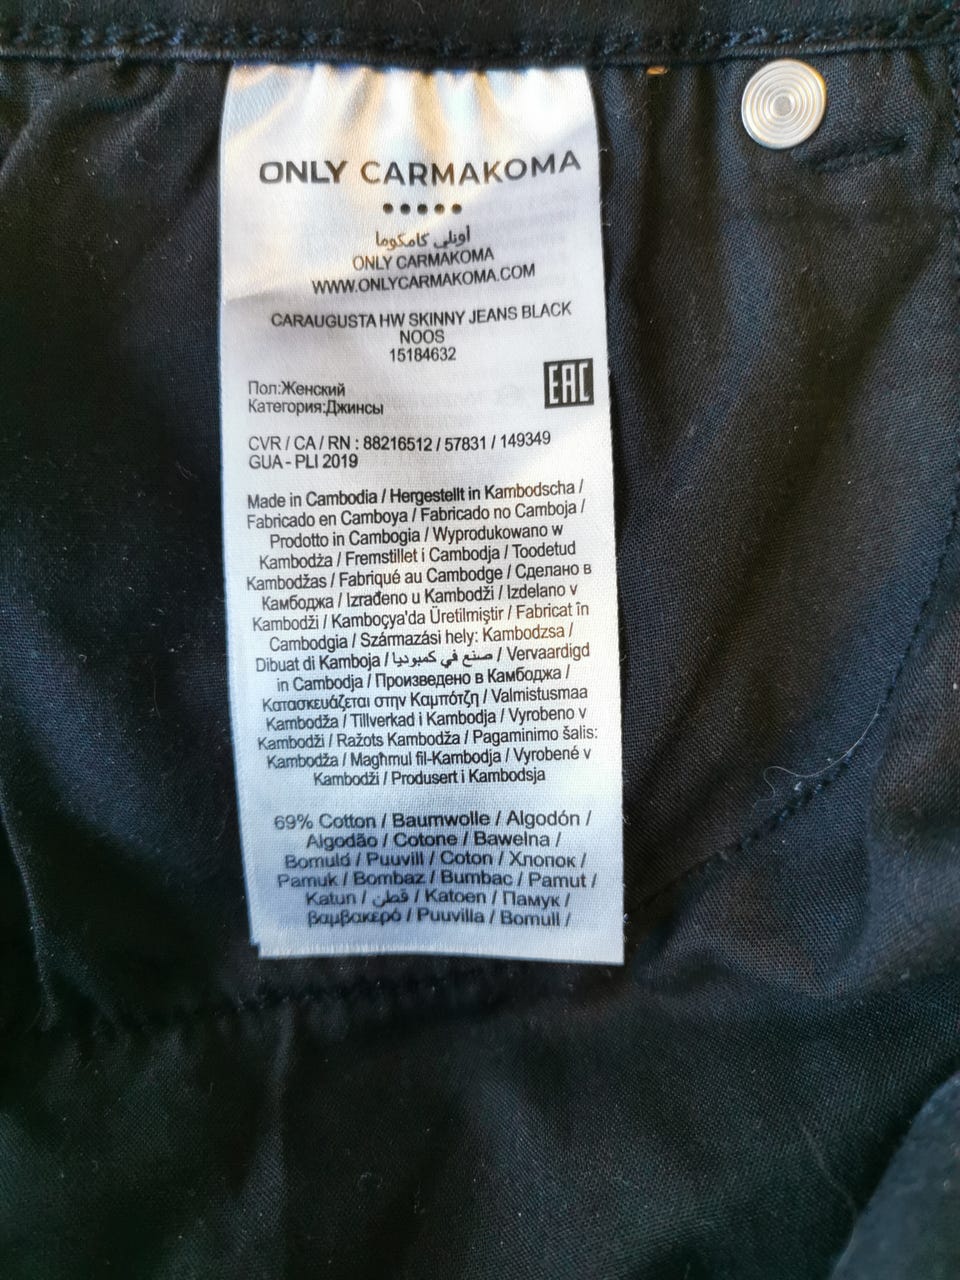 ONLY CARMAKOMA
أونلي كامكوما
ONLY CARMAKOMA
WWW.ONLYCARMAKOMA.COM
CARAUGUSTA HW SKINNY JEANS BLACK
NOOS
15184632
EAC
Пол:Женский
Категория:Джинсы
CVR / CA / RN : 88216512 / 57831 / 149349
GUA - PLI 2019
Made in Cambodia / Hergestellt in Kambodscha /
Fabricado en Camboya / Fabricado no Camboja /
Prodotto in Cambogia / Wyprodukowano w
Kambodża / Fremstillet i Cambodja / Toodetud
Kambodžas / Fabriqué au Cambodge / Сделано в
Камбоджа / Izrađeno u Kambodži / Izdelano v
Kambodži / Kamboçya'da Üretilmiştir / Fabricat în
Cambodgia / Származási hely: Kambodzsa /
Dibuat di Kamboja / صنع في كمبوديا / Vervaardigd
in Cambodja / Произведено в Камбоджа /
Κατασκευάζεται στην Καμπότζη / Valmistusmaa
Kambodža / Tillverkad i Kambodja / Vyrobeno v
Kambodži / Ražots Kambodža / Pagaminimo šalis:
Kambodža / Magħmul fil-Kambodja / Vyrobené v
Kambodži / Produsert i Kambodsja
69% Cotton / Baumwolle / Algodón /
Algodão / Cotone / Bawełna /
Bomuld / Puuvill / Coton / Хлопок /
Pamuk / Bombaz / Bumbac / Pamut /
Katun / قطن / Katoen / Памук /
βαμβακερό / Puuvilla / Bomull /